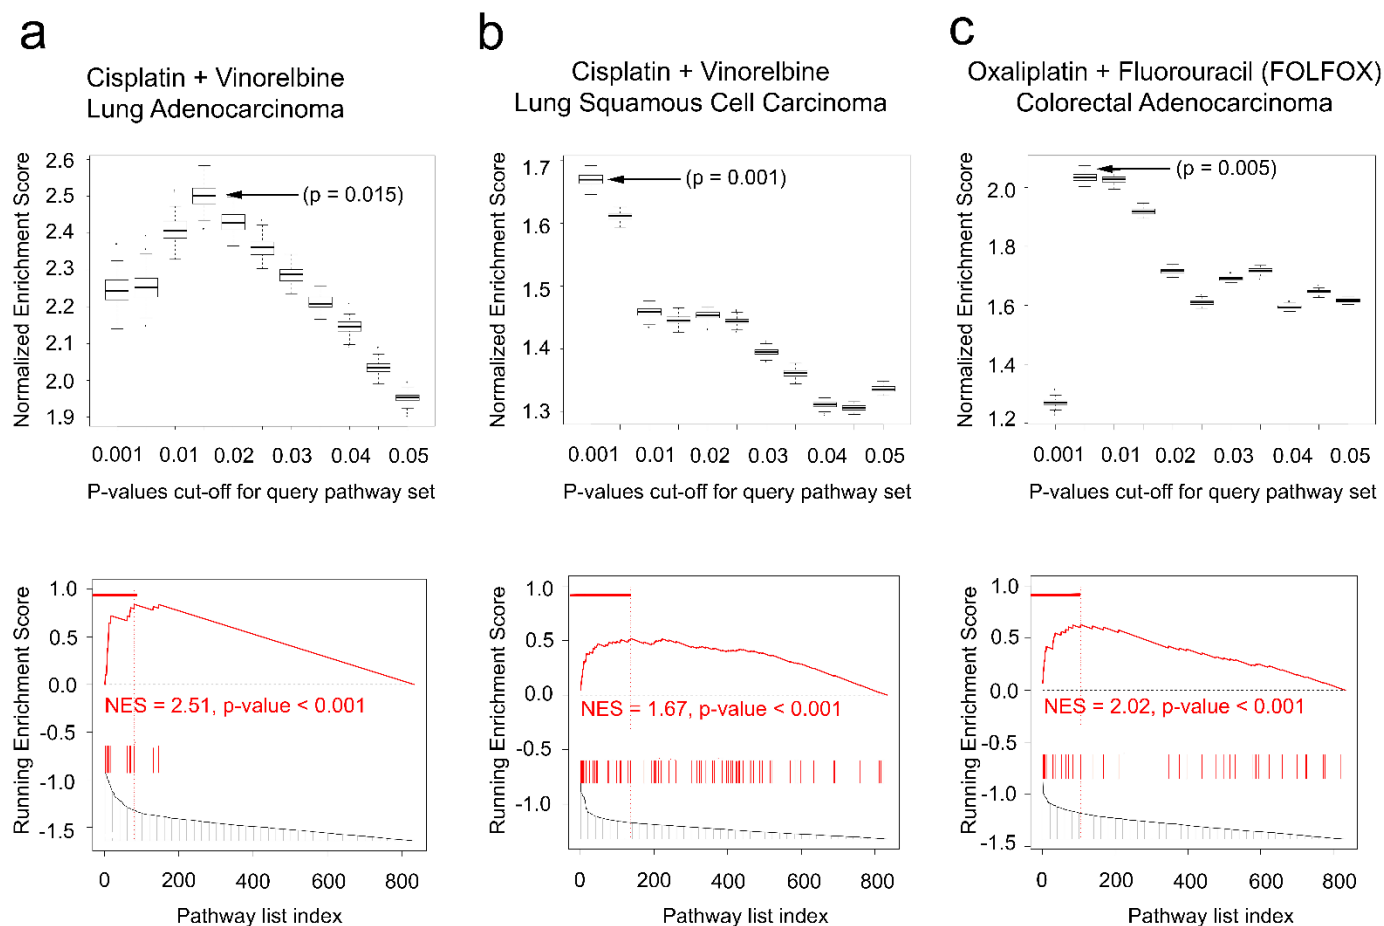 a
Cisplatin + Vinorelbine
Lung Adenocarcinoma
Normalized Enrichment Score
2.6
2.5
2.4
2.3
2.2
2.1
2.0
1.9
(p = 0.015)
0.001 0.01 0.02 0.03 0.04 0.05
P-values cut-off for query pathway set
b
Cisplatin + Vinorelbine
Lung Squamous Cell Carcinoma
Normalized Enrichment Score
1.7
1.6
1.5
1.4
1.3
(p = 0.001)
0.001 0.01 0.02 0.03 0.04 0.05
P-values cut-off for query pathway set
c
Oxaliplatin + Fluorouracil (FOLFOX)
Colorectal Adenocarcinoma
Normalized Enrichment Score
2.0
1.8
1.6
1.4
1.2
(p = 0.005)
0.001 0.01 0.02 0.03 0.04 0.05
P-values cut-off for query pathway set
Running Enrichment Score
1.0
0.5
0.0
-0.5
-1.0
-1.5
NES = 2.51, p-value < 0.001
0 200 400 600 800
Pathway list index
Running Enrichment Score
1.0
0.5
0.0
-0.5
-1.0
NES = 1.67, p-value < 0.001
0 200 400 600 800
Pathway list index
Running Enrichment Score
1.0
0.5
0.0
-0.5
-1.0
-1.5
NES = 2.02, p-value < 0.001
0 200 400 600 800
Pathway list index